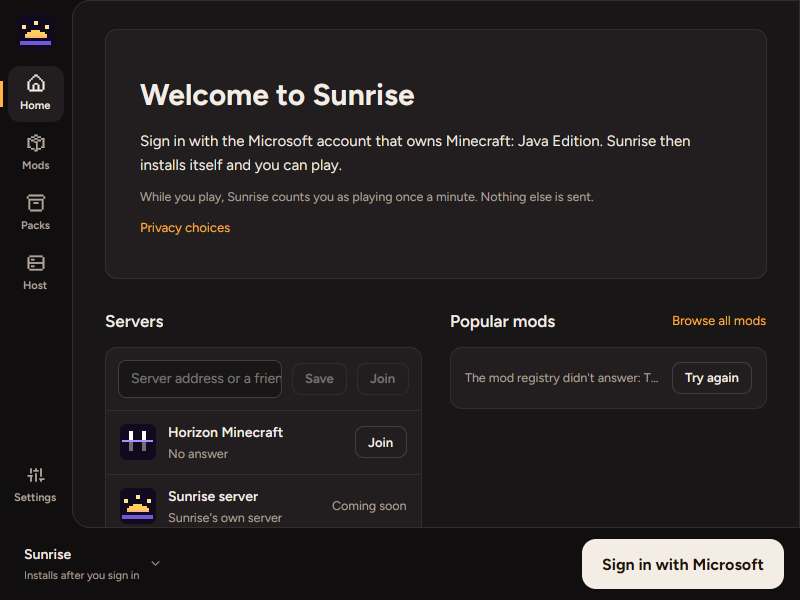 Home
Mods
Packs
Host
Settings
Welcome to Sunrise
Sign in with the Microsoft account that owns Minecraft: Java Edition. Sunrise then
installs itself and you can play.
While you play, Sunrise counts you as playing once a minute. Nothing else is sent.
Privacy choices
Servers
Server address or a frien
Save
Join
Horizon Minecraft
No answer
Join
Sunrise server
Sunrise's own server
Coming soon
Popular mods
Browse all mods
The mod registry didn't answer: T...
Try again
Sunrise
Installs after you sign in
Sign in with Microsoft